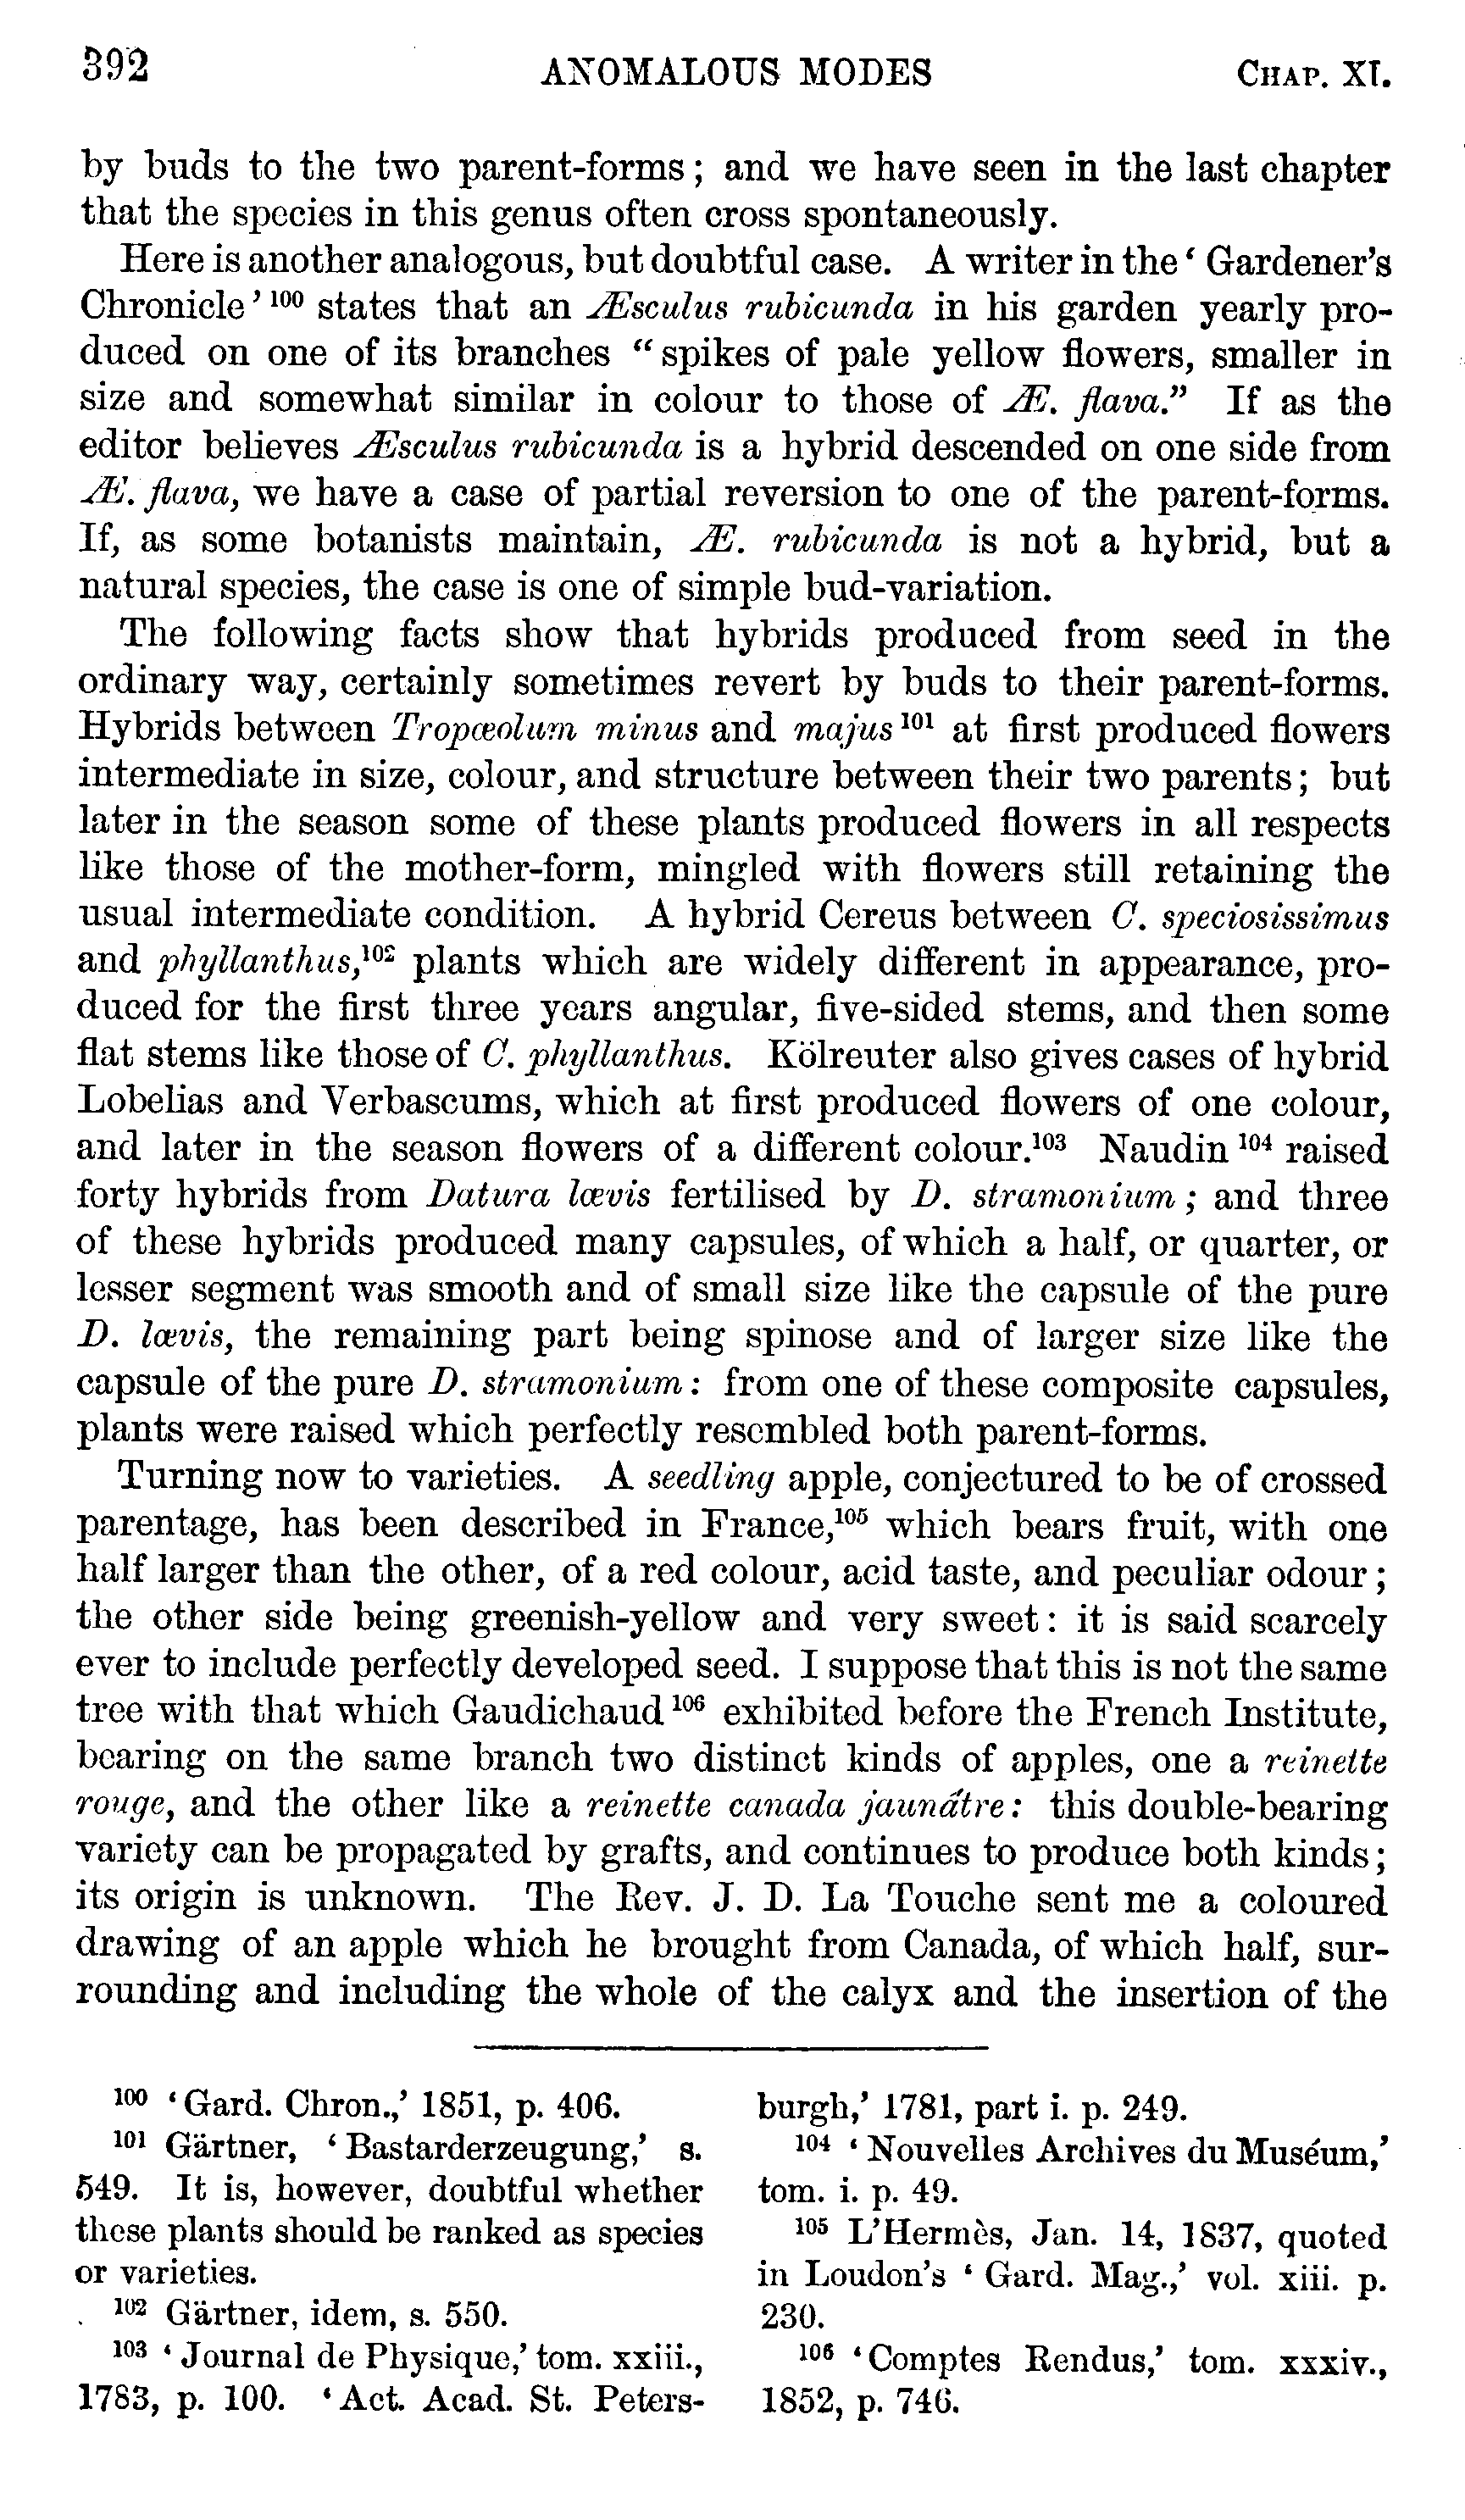 392 ANOMALOUS MODES CHAP. XI.
by buds to the two parent-forms; and we have seen in the last chapter
that the species in this genus often cross spontaneously.
Here is another analogous, but doubtful case. A writer in the ‘Gardener's
Chronicle’ 100 states that an Æsculus rubicunda in his garden yearly pro-
duced on one of its branches “spikes of pale yellow flowers, smaller in
size and somewhat similar in colour to those of Æ. flava.” If as the
editor believes Æsculus rubicunda is a hybrid descended on one side from
Æ. flava, we have a case of partial reversion to one of the parent-forms.
If, as some botanists maintain, Æ. rubicunda is not a hybrid, but a
natural species, the case is one of simple bud-variation.
The following facts show that hybrids produced from seed in the
ordinary way, certainly sometimes revert by buds to their parent-forms.
Hybrids between Tropæolum minus and majus 101 at first produced flowers
intermediate in size, colour, and structure between their two parents; but
later in the season some of these plants produced flowers in all respects
like those of the mother-form, mingled with flowers still retaining the
usual intermediate condition. A hybrid Cereus between C. speciosissimus
and phyllanthus,102 plants which are widely different in appearance, pro-
duced for the first three years angular, five-sided stems, and then some
flat stems like those of C. phyllanthus. Kölreuter also gives cases of hybrid
Lobelias and Verbascums, which at first produced flowers of one colour,
and later in the season flowers of a different colour.103 Naudin 104 raised
forty hybrids from Datura lævis fertilised by D. stramonium; and three
of these hybrids produced many capsules, of which a half, or quarter, or
lesser segment was smooth and of small size like the capsule of the pure
D. lævis, the remaining part being spinose and of larger size like the
capsule of the pure D. stramonium: from one of these composite capsules,
plants were raised which perfectly resembled both parent-forms.
Turning now to varieties. A seedling apple, conjectured to be of crossed
parentage, has been described in France,105 which bears fruit, with one
half larger than the other, of a red colour, acid taste, and peculiar odour;
the other side being greenish-yellow and very sweet: it is said scarcely
ever to include perfectly developed seed. I suppose that this is not the same
tree with that which Gaudichaud 106 exhibited before the French Institute,
bearing on the same branch two distinct kinds of apples, one a reinette
rouge, and the other like a reinette canada jaunâtre: this double-bearing
variety can be propagated by grafts, and continues to produce both kinds;
its origin is unknown. The Rev. J. D. La Touche sent me a coloured
drawing of an apple which he brought from Canada, of which half, sur-
rounding and including the whole of the calyx and the insertion of the
100 ‘Gard. Chron.,’ 1851, p. 406.
101 Gärtner, ‘Bastarderzeugung,’ s.
549. It is, however, doubtful whether
these plants should be ranked as species
or varieties.
102 Gärtner, idem, s. 550.
103 ‘Journal de Physique,’ tom. xxiii.,
1783, p. 100. ‘Act. Acad. St. Peters-
burgh,’ 1781, part i. p. 249.
104 ‘Nouvelles Archives du Muséum,’
tom. i. p. 49.
105 L'Hermès, Jan. 14, 1837, quoted
in Loudon's ‘Gard. Mag.,’ vol. xiii. p.
230.
106 ‘Comptes Rendus,’ tom. xxxiv.,
1852, p. 746.